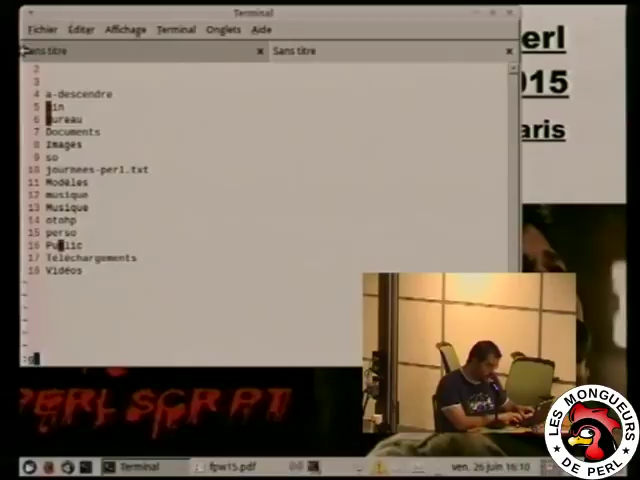 Terminal
Fichier Éditer Affichage Terminal Onglets Aide
Sans titre
Sans titre
2
3
4 a-descendre
5 bin
6 Bureau
7 Documents
8 Images
9 so
10 journees-perl.txt
11 Modèles
12 musique
13 Musique
14 otohp
15 perso
16 Public
17 Téléchargements
18 Vidéos
erl
015
aris
PERL SCRPT
Terminal
fpw15.pdf
ven. 26 juin 16:10
LES MONGUEURS
DE PERL